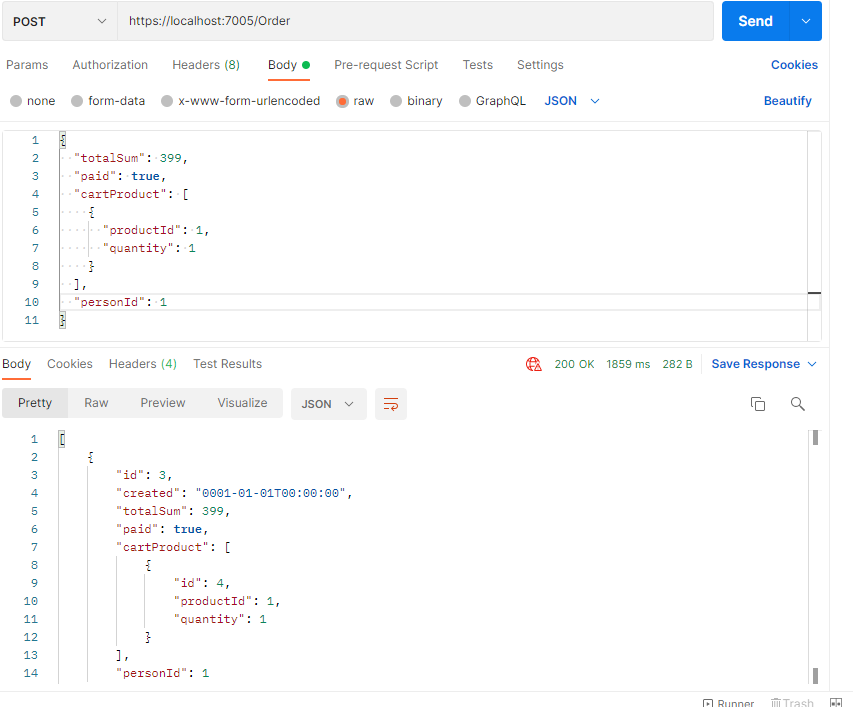 POST https://localhost:7005/Order Send
Params Authorization Headers (8) Body Pre-request Script Tests Settings Cookies
none form-data x-www-form-urlencoded raw binary GraphQL JSON Beautify
1 {
2 "totalSum": 399,
3 "paid": true,
4 "cartProduct": [
5 {
6 "productId": 1,
7 "quantity": 1
8 }
9 ],
10 "personId": 1
11 }
Body Cookies Headers (4) Test Results 200 OK 1859 ms 282 B Save Response
Pretty Raw Preview Visualize JSON
1 [
2 {
3 "id": 3,
4 "created": "0001-01-01T00:00:00",
5 "totalSum": 399,
6 "paid": true,
7 "cartProduct": [
8 {
9 "id": 4,
10 "productId": 1,
11 "quantity": 1
12 }
13 ],
14 "personId": 1
Runner Trash